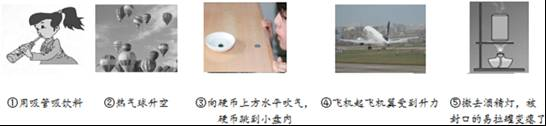 ①用吸管吸饮料
②热气球升空
③向硬币上方水平吹气，
硬币跳到小盘内
④飞机起飞机翼受到升力
⑤撤去酒精灯，被
封口的易拉罐变瘪了